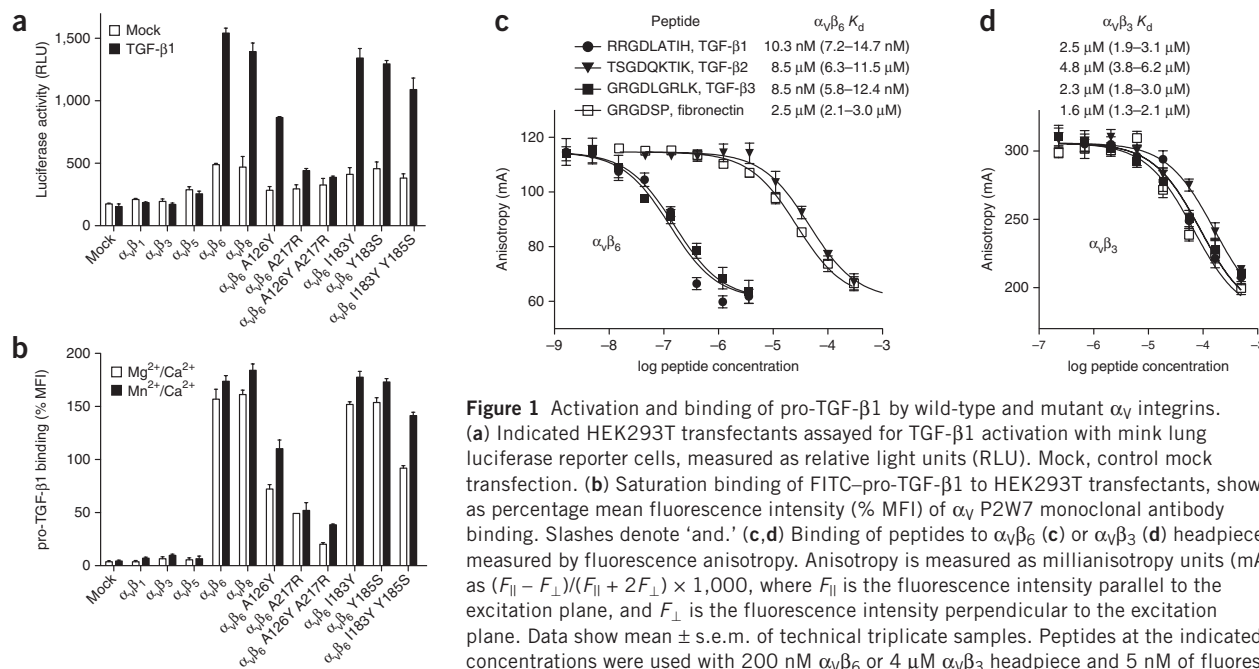 a
Mock
TGF-β1
Luciferase activity (RLU)
1,500
1,000
500
0
Mock
αVβ1
αVβ3
αVβ5
αVβ6
αVβ8
αVβ6 A126Y
αVβ6 A217R
αVβ6 A126Y A217R
αVβ6 I183Y
αVβ6 Y183S
αVβ6 I183Y Y185S
b
Mg2+/Ca2+
Mn2+/Ca2+
pro-TGF-β1 binding (% MFI)
200
150
100
50
0
Mock
αVβ1
αVβ3
αVβ5
αVβ6
αVβ8
αVβ6 A126Y
αVβ6 A217R
αVβ6 A126Y A217R
αVβ6 I183Y
αVβ6 Y185S
αVβ6 I183Y Y185S
c
Peptide αVβ6 Kd
RRGDLATIH, TGF-β1 10.3 nM (7.2–14.7 nM)
TSGDQKTIK, TGF-β2 8.5 μM (6.3–11.5 μM)
GRGDLGRLK, TGF-β3 8.5 nM (5.8–12.4 nM)
GRGDSP, fibronectin 2.5 μM (2.1–3.0 μM)
Anisotropy (mA)
120
100
80
60
αVβ6
–9 –8 –7 –6 –5 –4 –3
log peptide concentration
d
αVβ3 Kd
2.5 μM (1.9–3.1 μM)
4.8 μM (3.8–6.2 μM)
2.3 μM (1.8–3.0 μM)
1.6 μM (1.3–2.1 μM)
Anisotropy (mA)
300
250
200
αVβ3
–7 –6 –5 –4 –3 –2
log peptide concentration
Figure 1 Activation and binding of pro-TGF-β1 by wild-type and mutant αV integrins.
(a) Indicated HEK293T transfectants assayed for TGF-β1 activation with mink lung
luciferase reporter cells, measured as relative light units (RLU). Mock, control mock
transfection. (b) Saturation binding of FITC–pro-TGF-β1 to HEK293T transfectants, show
as percentage mean fluorescence intensity (% MFI) of αV P2W7 monoclonal antibody
binding. Slashes denote ‘and.’ (c,d) Binding of peptides to αVβ6 (c) or αVβ3 (d) headpiece
measured by fluorescence anisotropy. Anisotropy is measured as millianisotropy units (mA
as (F|| – F⊥)/(F|| + 2F⊥) × 1,000, where F|| is the fluorescence intensity parallel to the
excitation plane, and F⊥ is the fluorescence intensity perpendicular to the excitation
plane. Data show mean ± s.e.m. of technical triplicate samples. Peptides at the indicated
concentrations were used with 200 nM αVβ6 or 4 μM αVβ3 headpiece and 5 nM of fluores